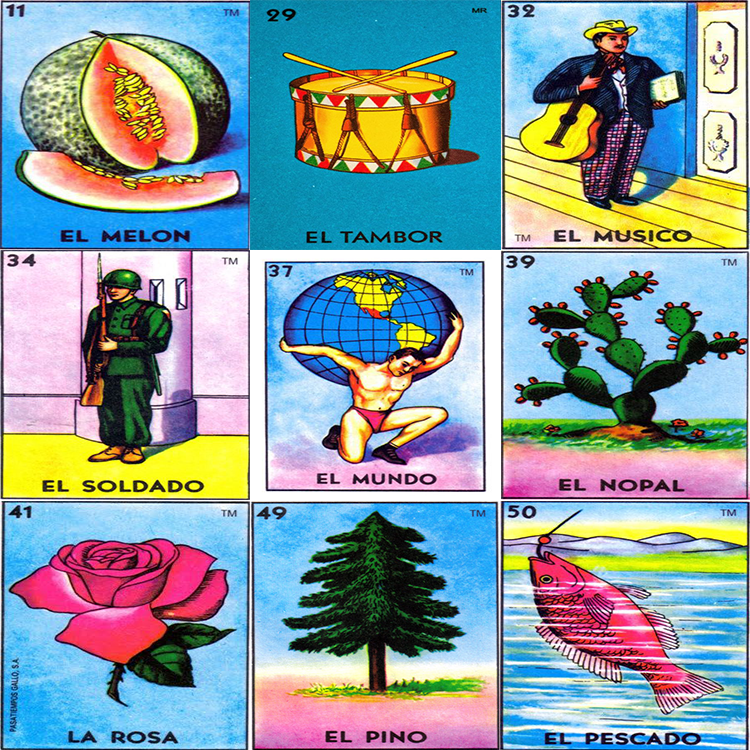 11 TM
EL MELON
29 MR
EL TAMBOR
32
TM EL MUSICO
34 TM
EL SOLDADO
37 TM
EL MUNDO
39 TM
EL NOPAL
41 TM
PASATIEMPOS GALLO, S.A.
LA ROSA
49 TM
EL PINO
50 TM
EL PESCADO